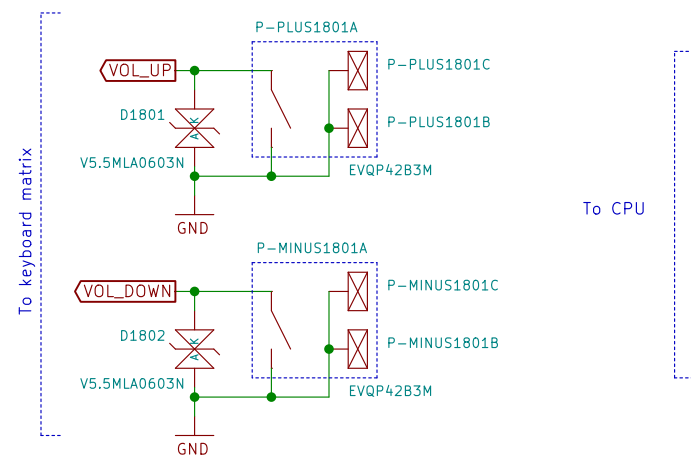 P-PLUS1801A
VOL_UP
P-PLUS1801C
D1801
A K
P-PLUS1801B
V5.5MLA0603N
EVQP42B3M
GND
To keyboard matrix
To CPU
P-MINUS1801A
VOL_DOWN
P-MINUS1801C
D1802
A K
P-MINUS1801B
V5.5MLA0603N
EVQP42B3M
GND